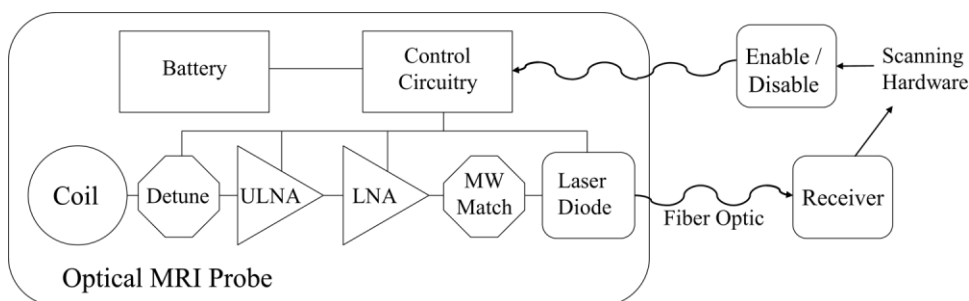 Battery
Control
Circuitry
Enable /
Disable
Scanning
Hardware
Coil
Detune
ULNA
LNA
MW
Match
Laser
Diode
Fiber Optic
Receiver
Optical MRI Probe